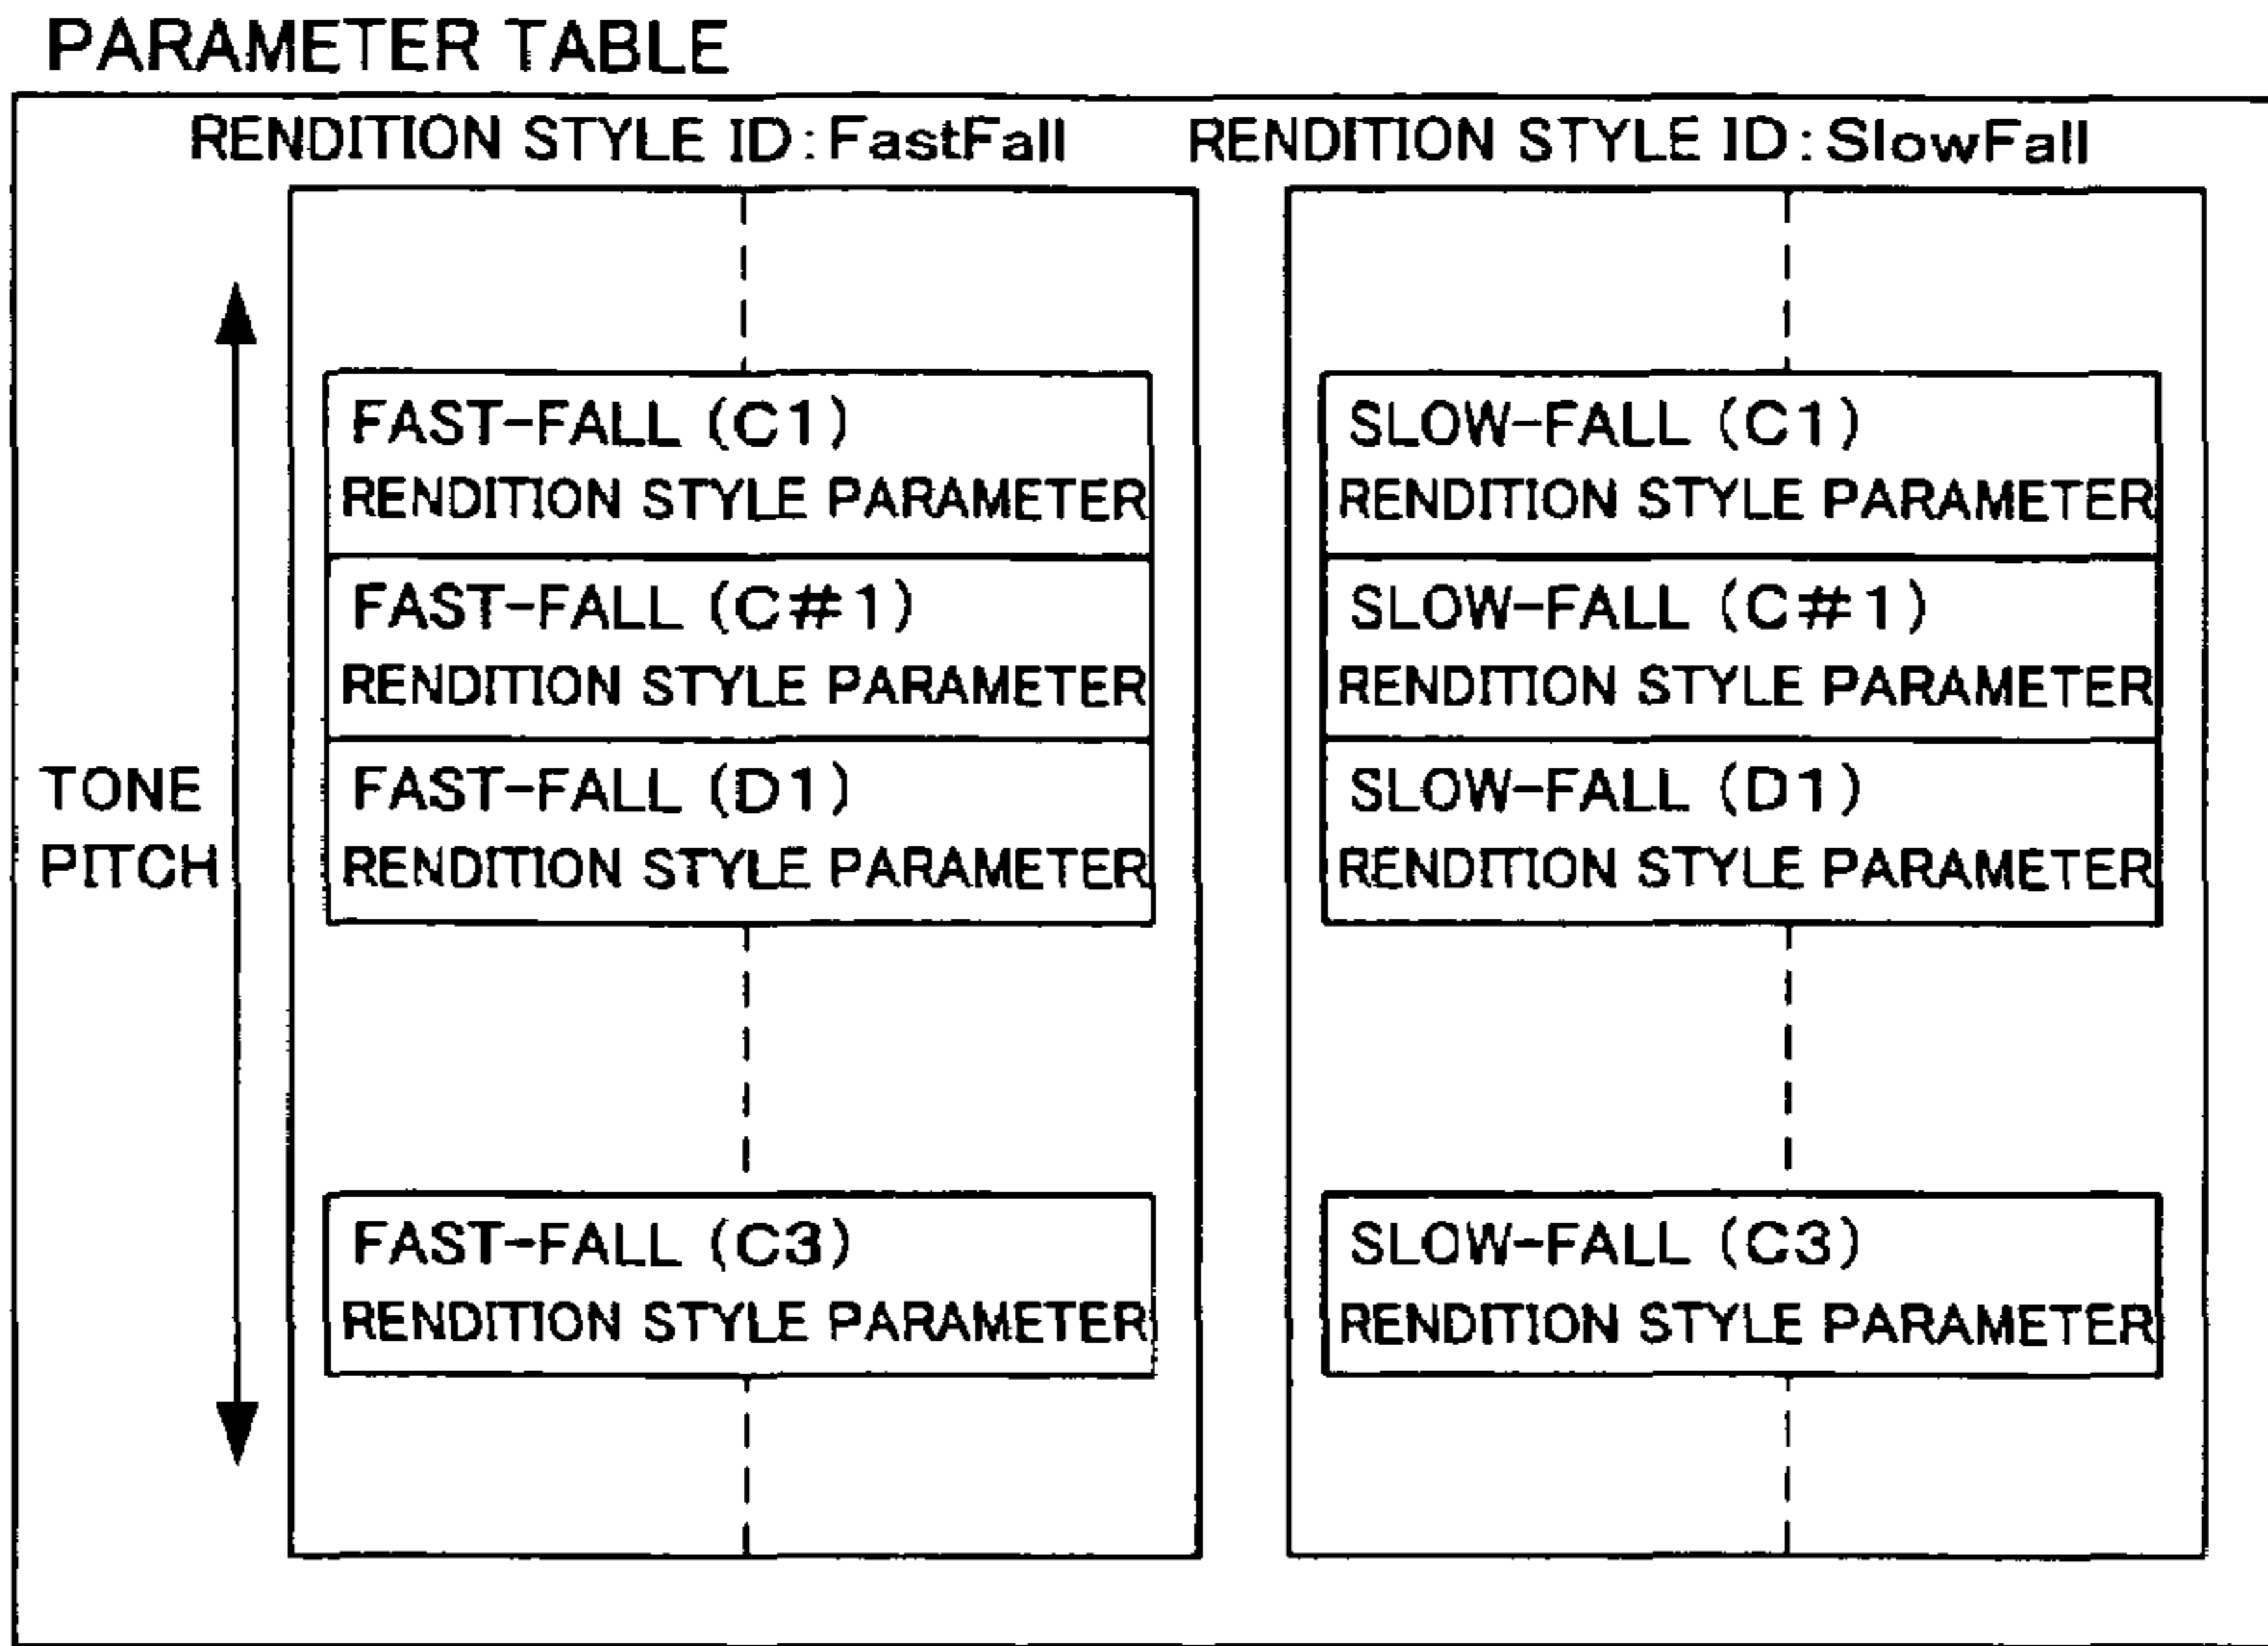 PARAMETER TABLE
RENDITION STYLE ID:FastFall
FAST-FALL (C1)
RENDITION STYLE PARAMETER
FAST-FALL (C#1)
RENDITION STYLE PARAMETER
FAST-FALL (D1)
RENDITION STYLE PARAMETER
FAST-FALL (C3)
RENDITION STYLE PARAMETER
RENDITION STYLE ID:SlowFall
SLOW-FALL (C1)
RENDITION STYLE PARAMETER
SLOW-FALL (C#1)
RENDITION STYLE PARAMETER
SLOW-FALL (D1)
RENDITION STYLE PARAMETER
SLOW-FALL (C3)
RENDITION STYLE PARAMETER
TONE
PITCH